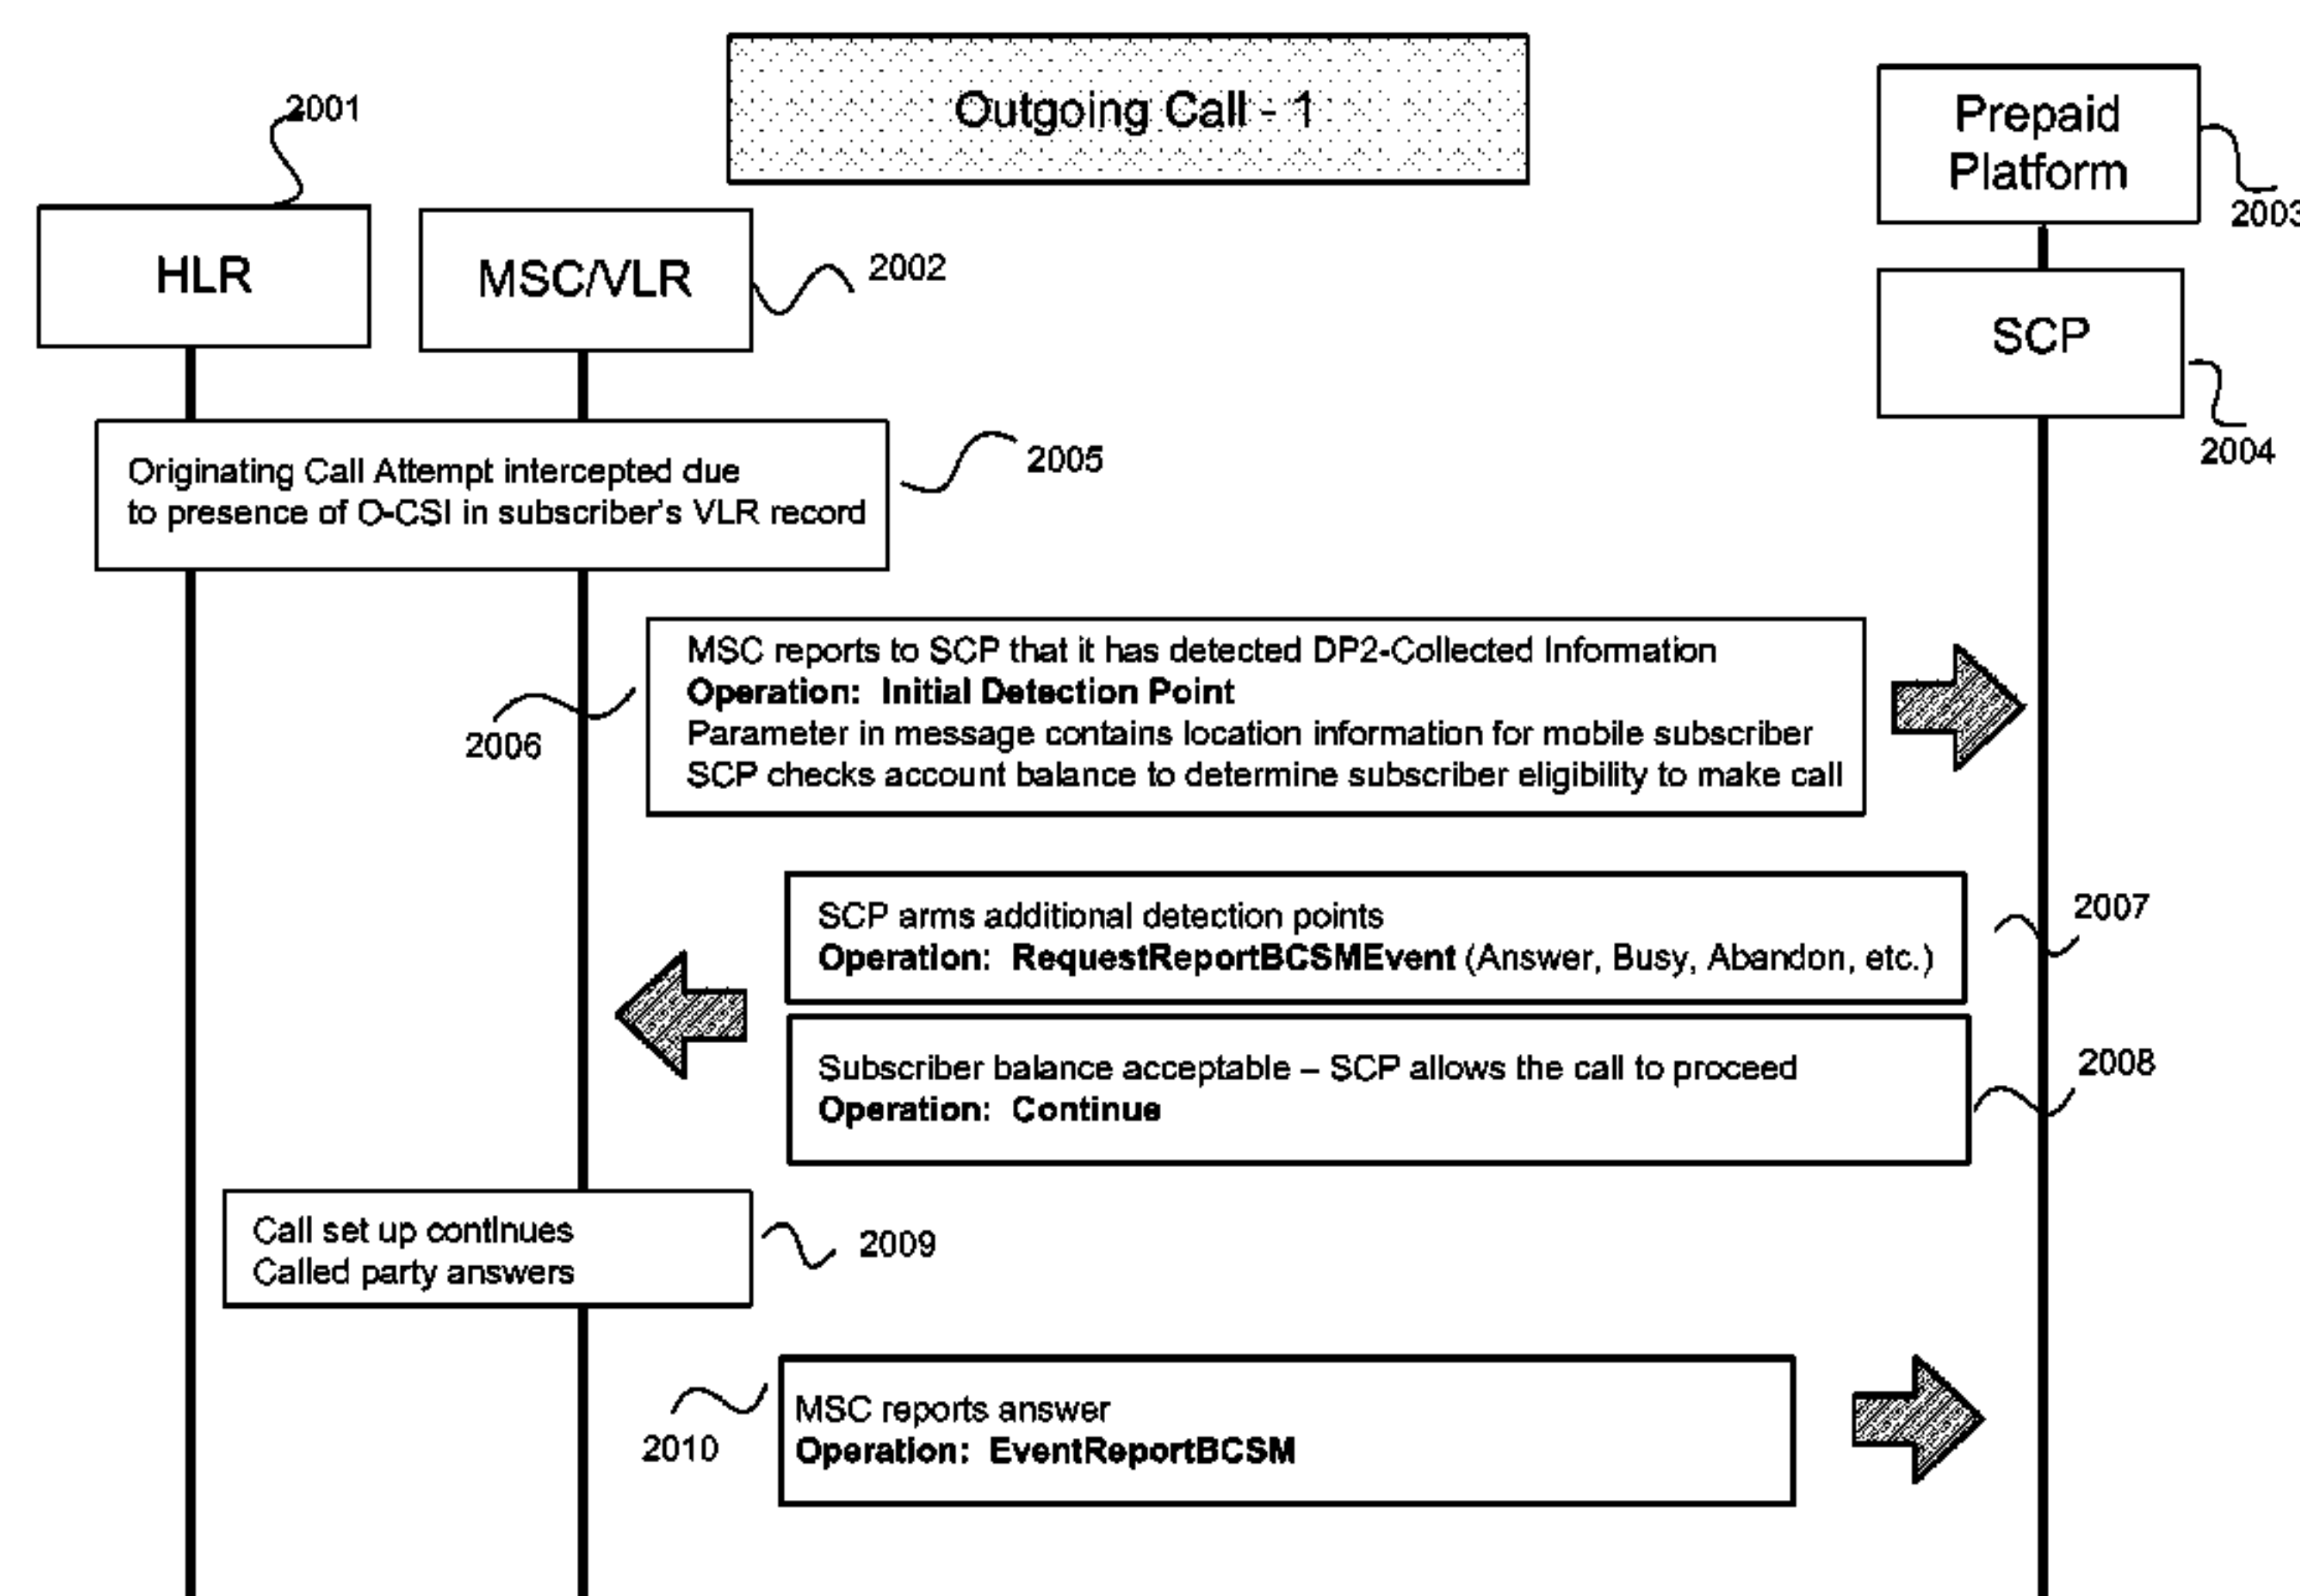 Outgoing Call - 1
2001
Prepaid
Platform
2003
HLR
MSC/VLR
2002
SCP
2004
Originating Call Attempt intercepted due
to presence of O-CSI in subscriber's VLR record
2005
MSC reports to SCP that it has detected DP2-Collected Information
Operation: Initial Detection Point
Parameter in message contains location information for mobile subscriber
SCP checks account balance to determine subscriber eligibility to make call
2006
SCP arms additional detection points
Operation: RequestReportBCSMEvent (Answer, Busy, Abandon, etc.)
2007
Subscriber balance acceptable – SCP allows the call to proceed
Operation: Continue
2008
Call set up continues
Called party answers
2009
MSC reports answer
Operation: EventReportBCSM
2010